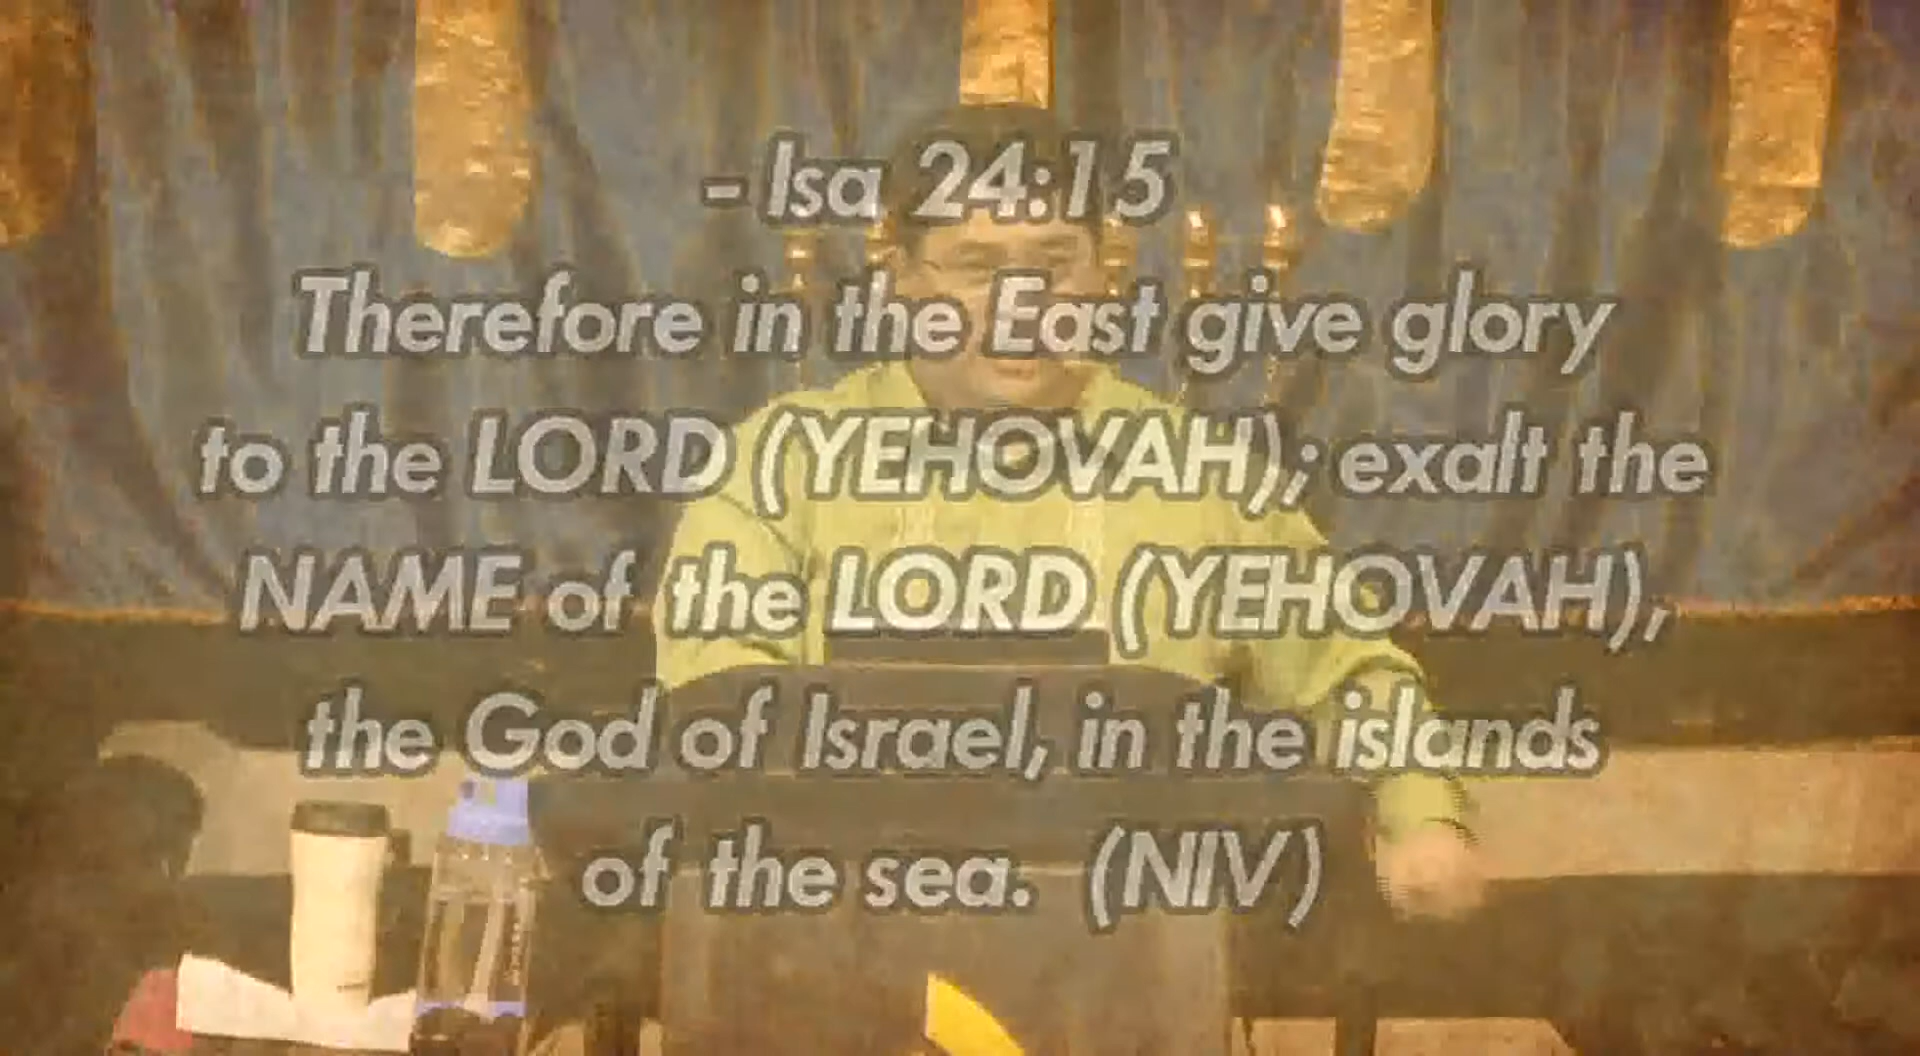 - Isa 24:15
Therefore in the East give glory
to the LORD (YEHOVAH); exalt the
NAME of the LORD (YEHOVAH),
the God of Israel, in the islands
of the sea. (NIV)